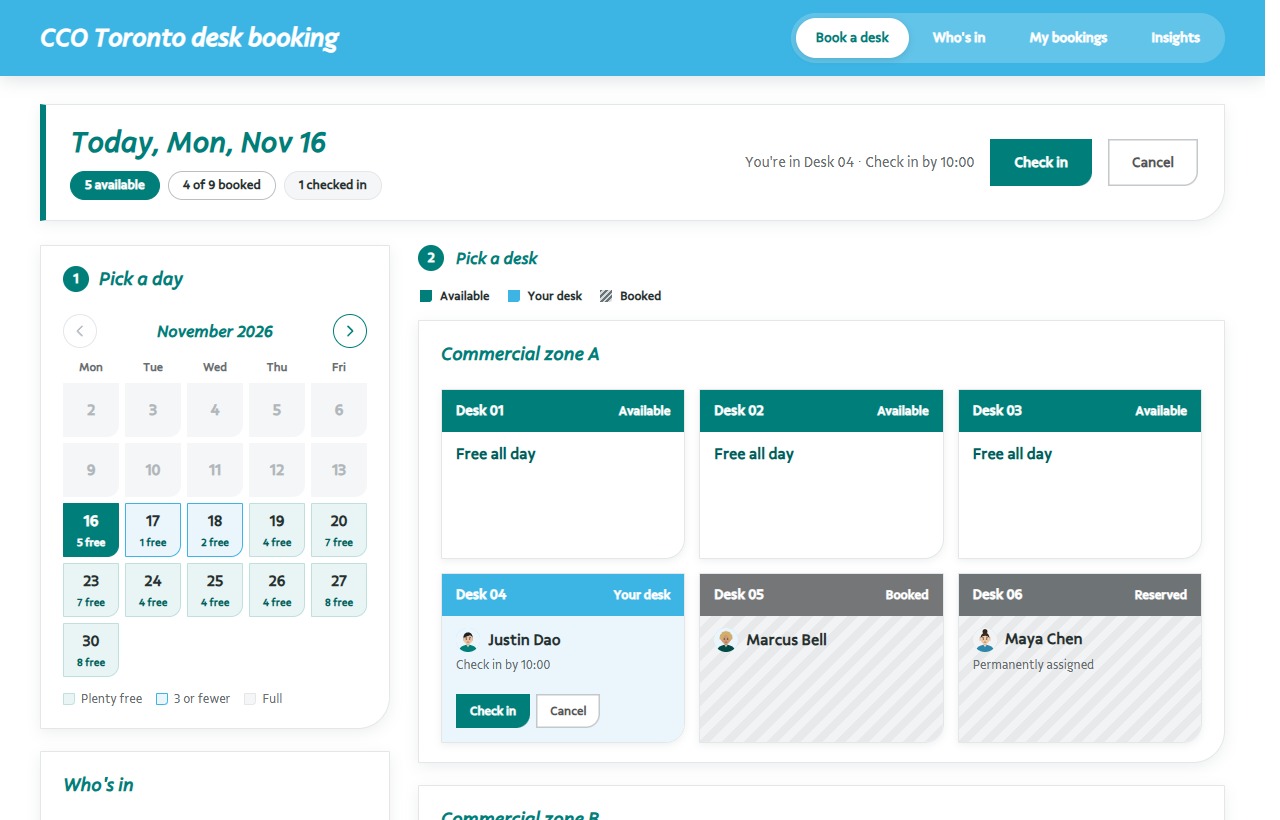 CCO Toronto desk booking
Book a desk
Who's in
My bookings
Insights
Today, Mon, Nov 16
5 available
4 of 9 booked
1 checked in
You're in Desk 04 · Check in by 10:00
Check in
Cancel
1 Pick a day
November 2026
Mon Tue Wed Thu Fri
2 3 4 5 6
9 10 11 12 13
16 17 18 19 20
5 free 1 free 2 free 4 free 7 free
23 24 25 26 27
7 free 4 free 4 free 4 free 8 free
30
8 free
Plenty free 3 or fewer Full
Who's in
2 Pick a desk
Available Your desk Booked
Commercial zone A
Desk 01 Available
Free all day
Desk 02 Available
Free all day
Desk 03 Available
Free all day
Desk 04 Your desk
Justin Dao
Check in by 10:00
Check in Cancel
Desk 05 Booked
Marcus Bell
Desk 06 Reserved
Maya Chen
Permanently assigned
Commercial zone B